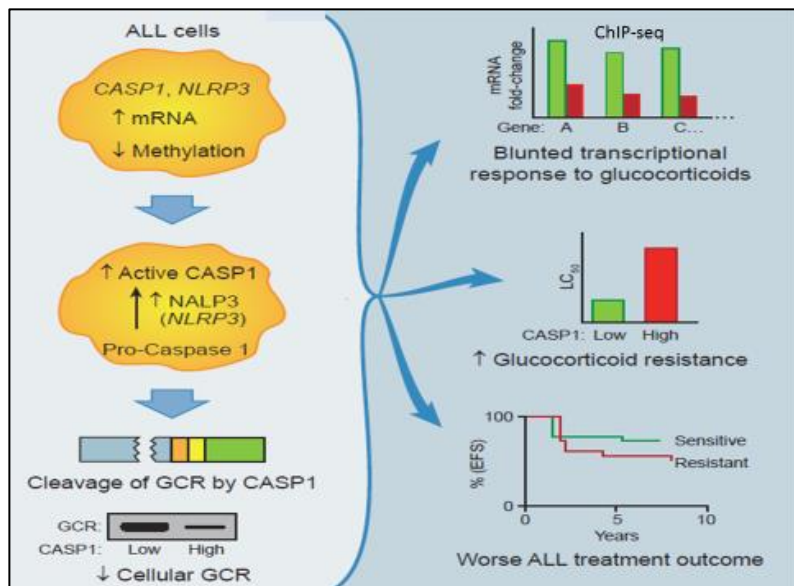 ALL cells
CASP1, NLRP3
↑ mRNA
↓ Methylation
↑ Active CASP1
↑ NALP3
(NLRP3)
Pro-Caspase 1
Cleavage of GCR by CASP1
GCR:
CASP1: Low High
↓ Cellular GCR
ChIP-seq
mRNA
fold-change
Gene: A B C...
Blunted transcriptional
response to glucocorticoids
LC50
CASP1: Low High
↑ Glucocorticoid resistance
% (EFS)
100
0
Sensitive
Resistant
0 5 10
Years
Worse ALL treatment outcome